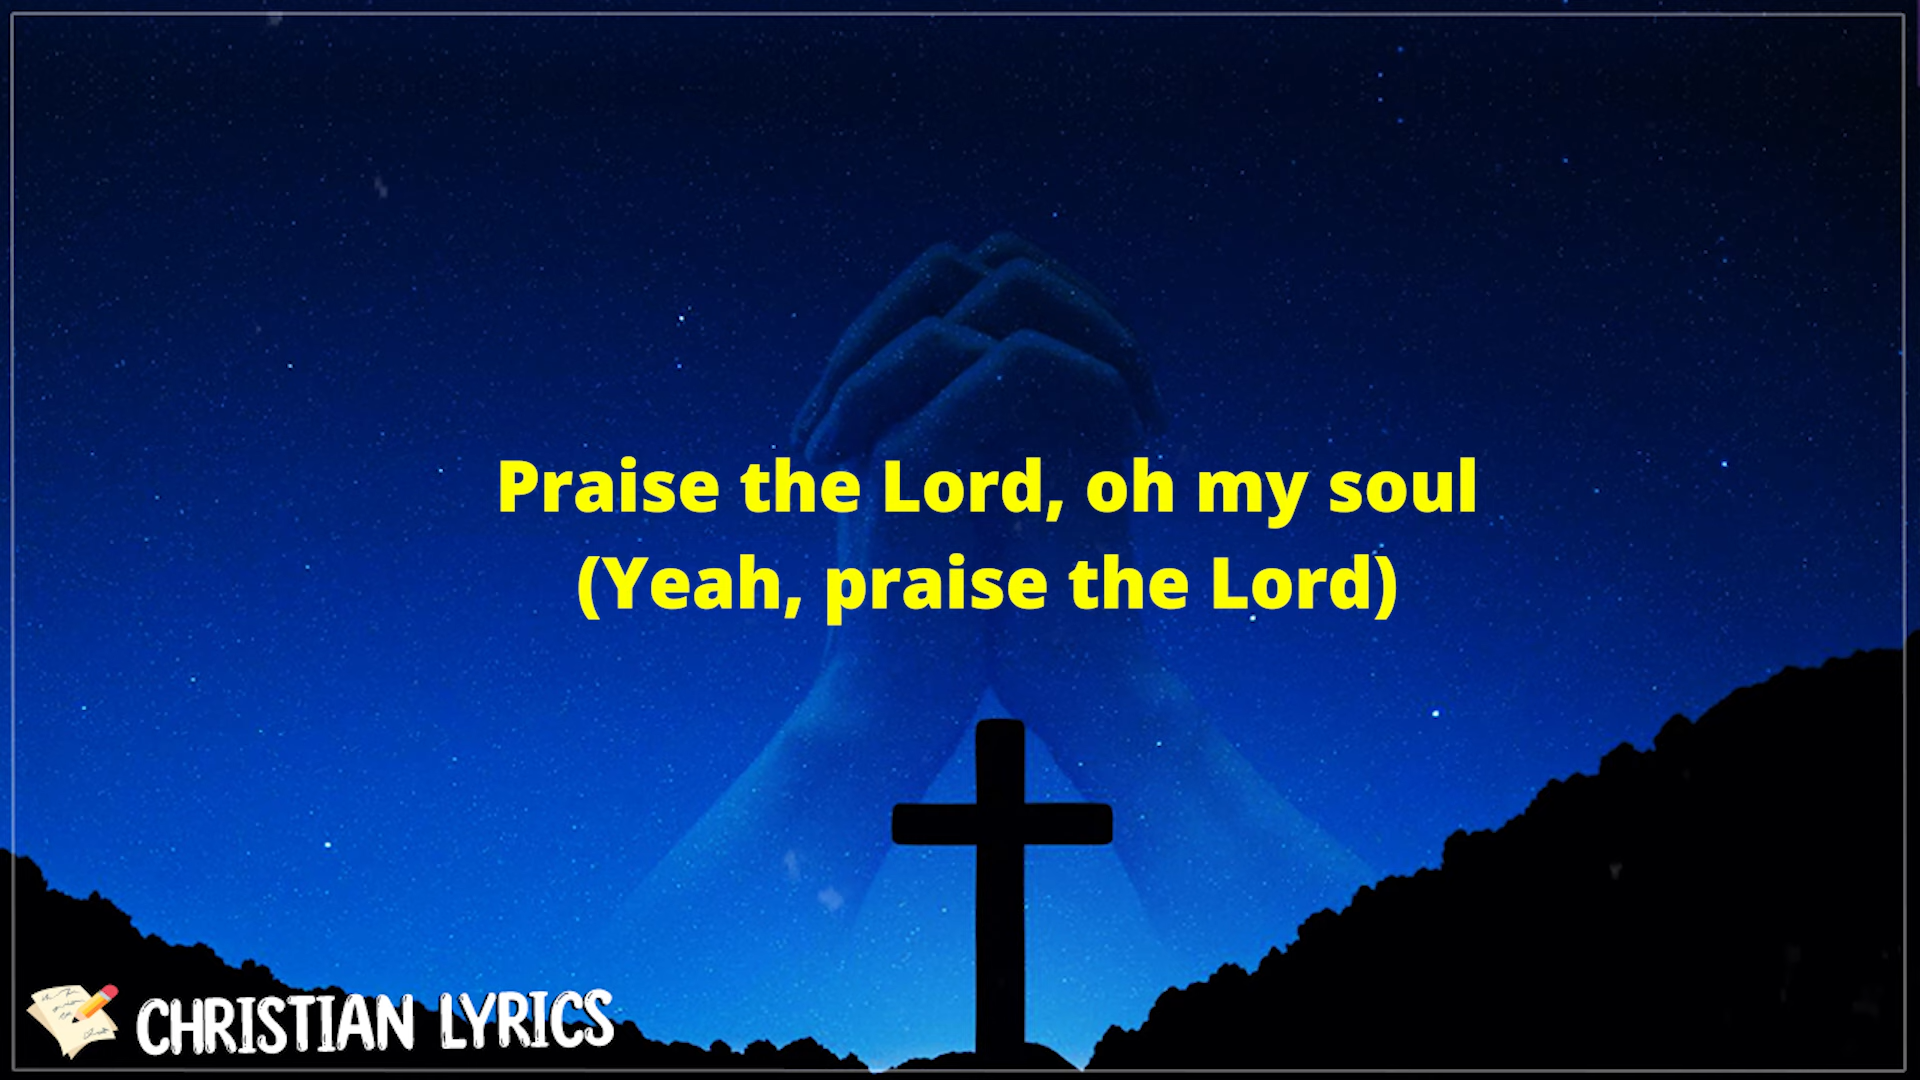 Praise the Lord, oh my soul
(Yeah, praise the Lord)
CHRISTIAN LYRICS